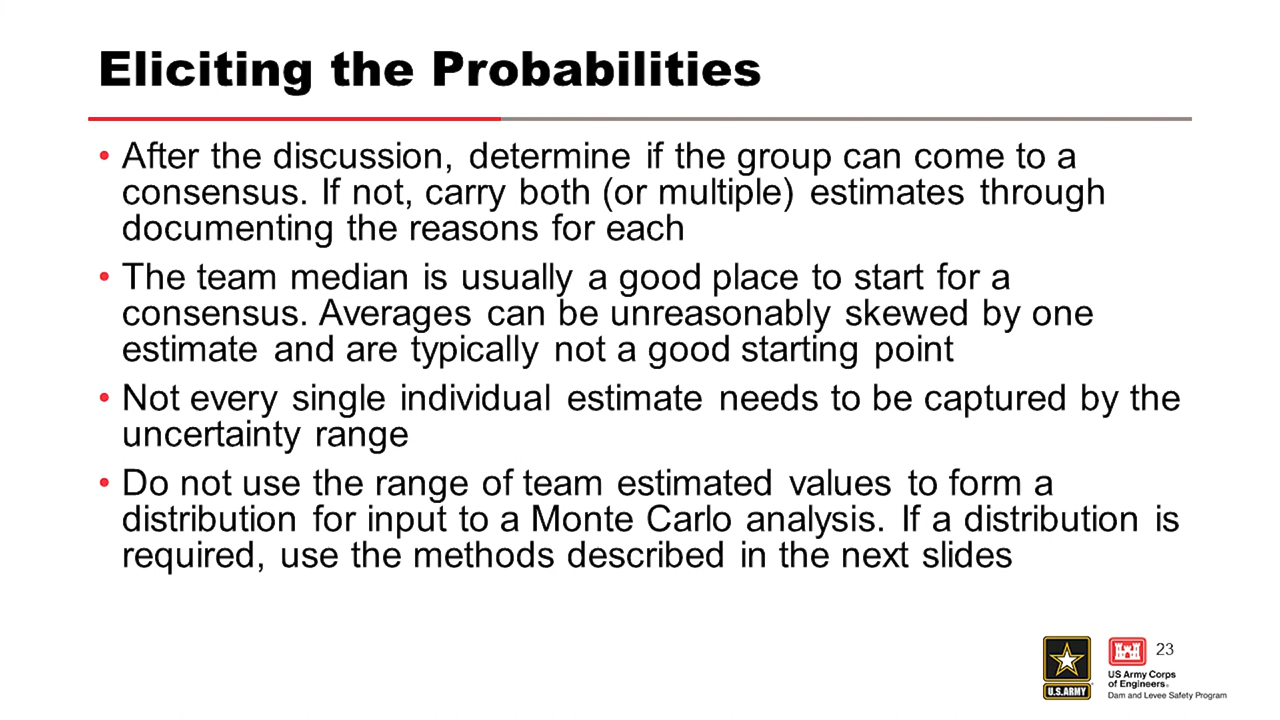 Eliciting the Probabilities
• After the discussion, determine if the group can come to a
consensus. If not, carry both (or multiple) estimates through
documenting the reasons for each
• The team median is usually a good place to start for a
consensus. Averages can be unreasonably skewed by one
estimate and are typically not a good starting point
• Not every single individual estimate needs to be captured by the
uncertainty range
• Do not use the range of team estimated values to form a
distribution for input to a Monte Carlo analysis. If a distribution is
required, use the methods described in the next slides
U.S.ARMY
23
US Army Corps
of Engineers®
Dam and Levee Safety Program